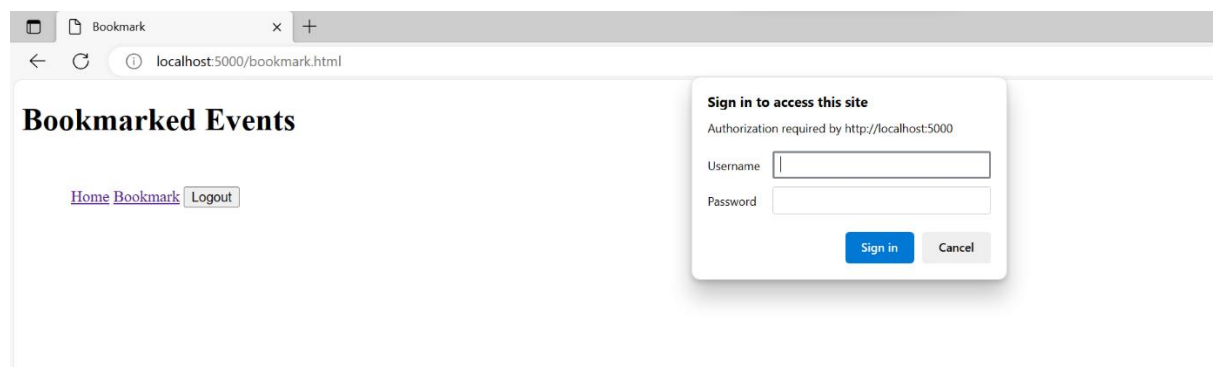 Bookmark
localhost:5000/bookmark.html
Bookmarked Events
Home Bookmark Logout
Sign in to access this site
Authorization required by http://localhost:5000
Username
Password
Sign in Cancel